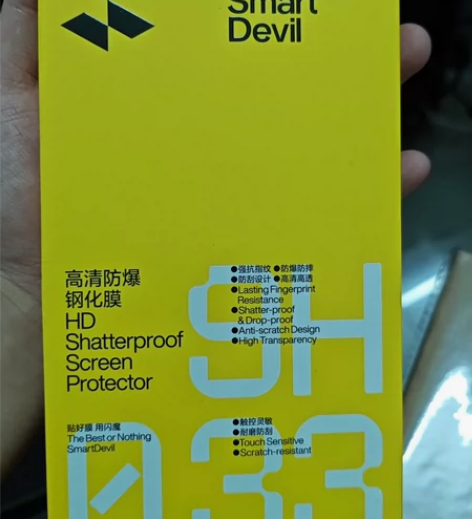 Smart
Devil
高清防爆
钢化膜
HD
Shatterproof
Screen
Protector
●强抗指纹 ●防爆防摔
●防刮设计 ●高清高透
●Lasting Fingerprint
Resistance
●Shatter-proof
& Drop-proof
●Anti-scratch Design
●High Transparency
9H
贴好膜 用闪魔
The Best or Nothing
SmartDevil
●触控灵敏
●耐磨防刮
●Touch Sensitive
●Scratch-resistant
0.33